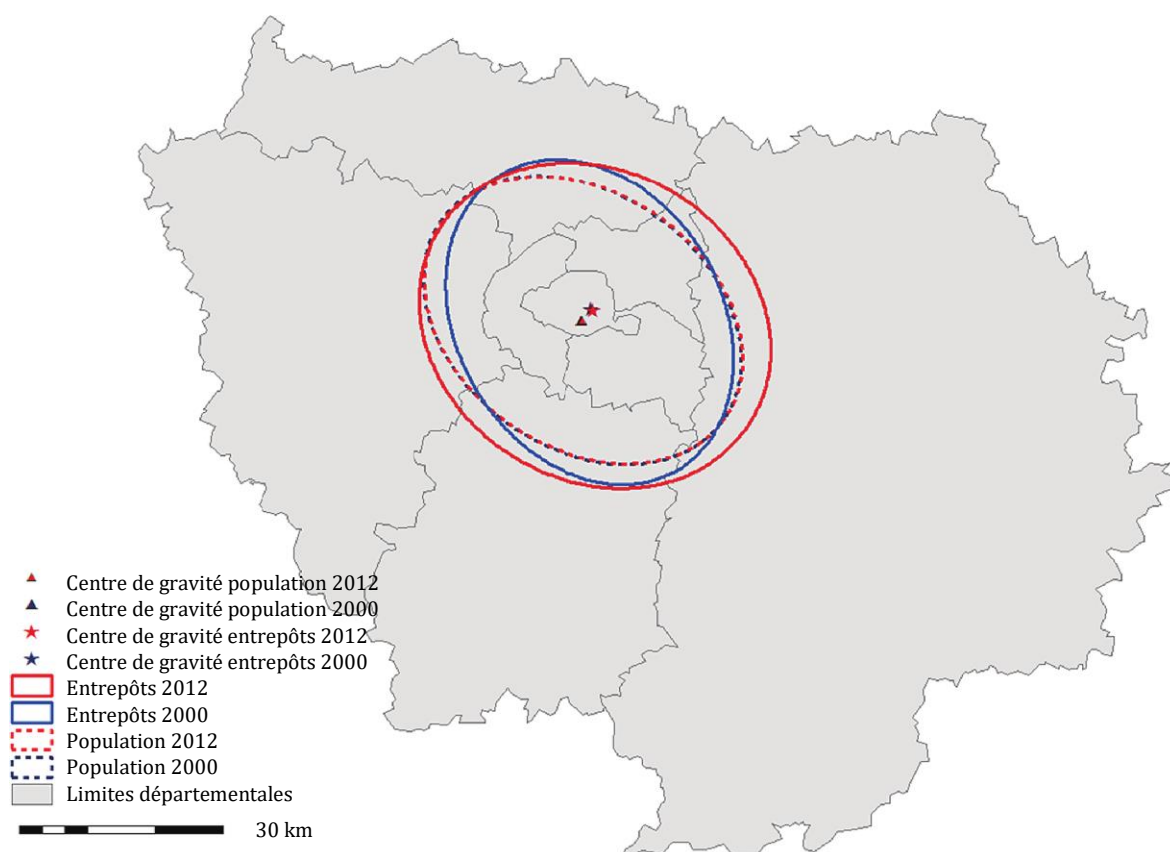 Centre de gravité population 2012
Centre de gravité population 2000
Centre de gravité entrepôts 2012
Centre de gravité entrepôts 2000
Entrepôts 2012
Entrepôts 2000
Population 2012
Population 2000
Limites départementales
30 km